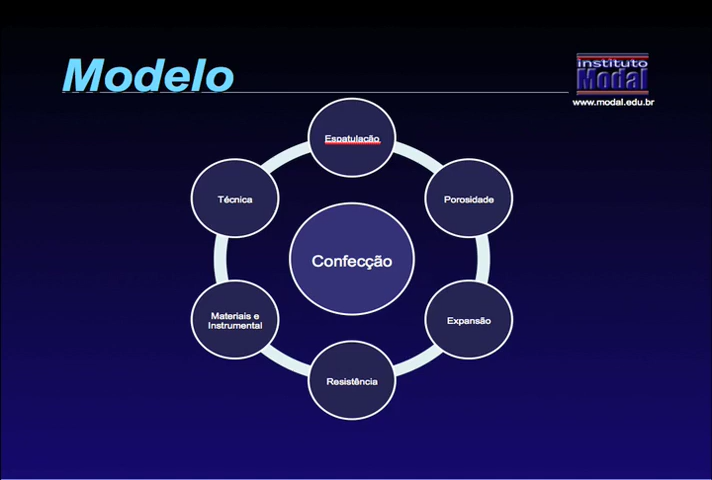 Modelo
instituto
Modal
www.modal.edu.br
Espatulação
Técnica
Porosidade
Confecção
Materiais e
Instrumental
Expansão
Resistência